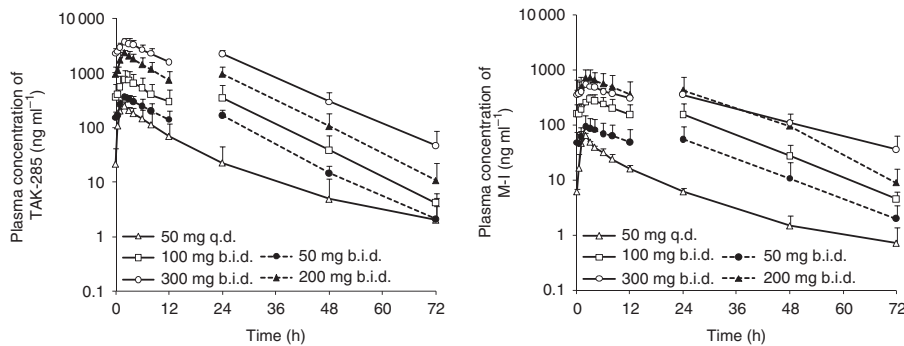 Plasma concentration of
TAK-285 (ng ml⁻¹)
10 000
1000
100
10
1
0.1
50 mg q.d.
100 mg b.i.d.
300 mg b.i.d.
50 mg b.i.d.
200 mg b.i.d.
0 12 24 36 48 60 72
Time (h)
Plasma concentration of
M-I (ng ml⁻¹)
10 000
1000
100
10
1
0.1
50 mg q.d.
100 mg b.i.d.
300 mg b.i.d.
50 mg b.i.d.
200 mg b.i.d.
0 12 24 36 48 60 72
Time (h)